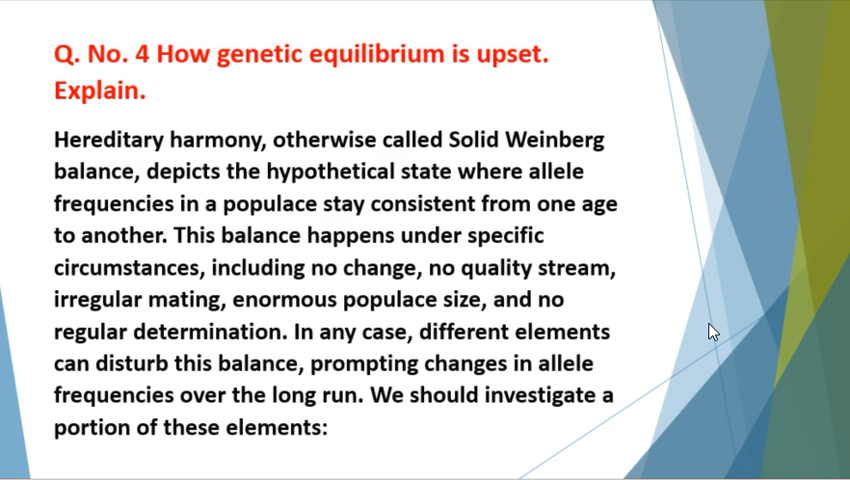 Q. No. 4 How genetic equilibrium is upset.
Explain.
Hereditary harmony, otherwise called Solid Weinberg
balance, depicts the hypothetical state where allele
frequencies in a populace stay consistent from one age
to another. This balance happens under specific
circumstances, including no change, no quality stream,
irregular mating, enormous populace size, and no
regular determination. In any case, different elements
can disturb this balance, prompting changes in allele
frequencies over the long run. We should investigate a
portion of these elements: